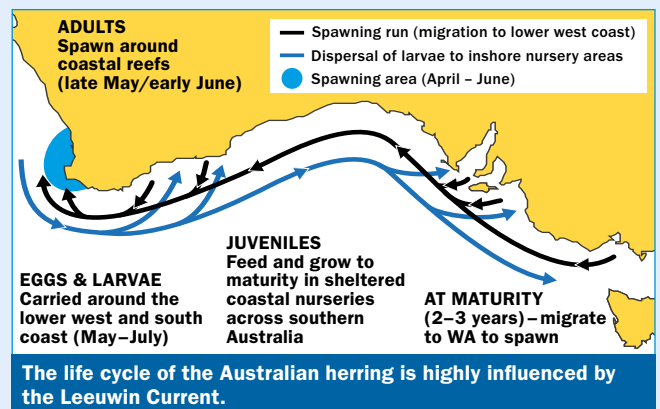 ADULTS
Spawn around
coastal reefs
(late May/early June)
Spawning run (migration to lower west coast)
Dispersal of larvae to inshore nursery areas
Spawning area (April – June)
EGGS & LARVAE
Carried around the
lower west and south
coast (May–July)
JUVENILES
Feed and grow to
maturity in sheltered
coastal nurseries
across southern
Australia
AT MATURITY
(2–3 years) – migrate
to WA to spawn
The life cycle of the Australian herring is highly influenced by
the Leeuwin Current.